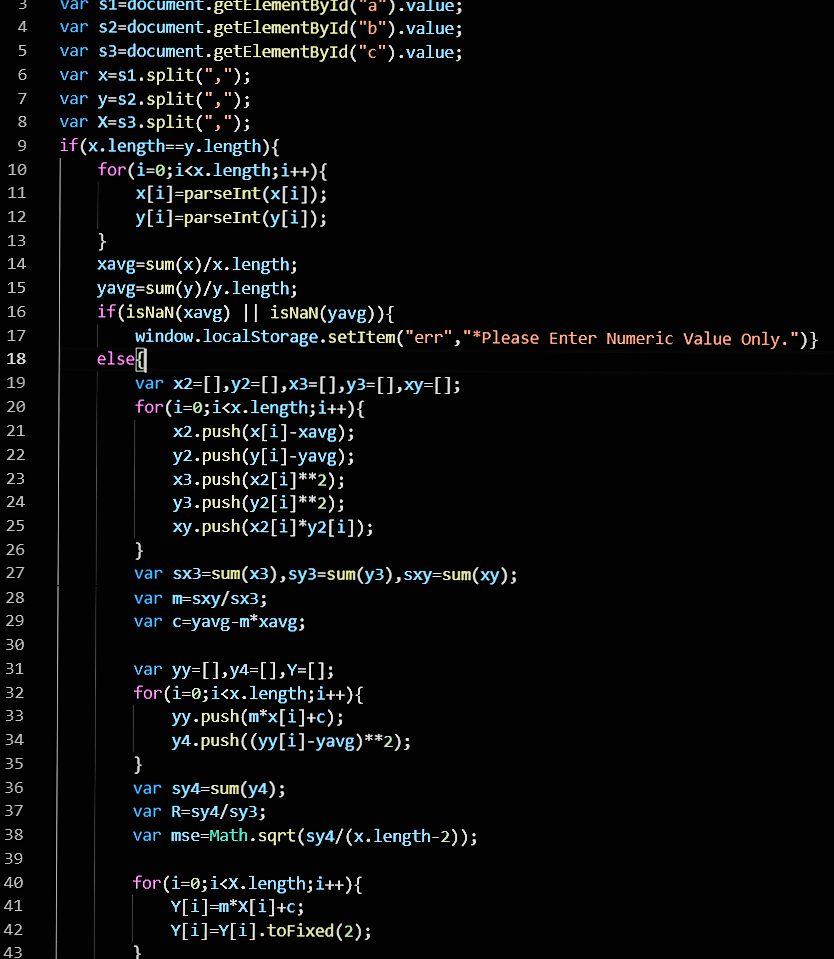 3 var s1=document.getElementById("a").value;
4 var s2=document.getElementById("b").value;
5 var s3=document.getElementById("c").value;
6 var x=s1.split(",");
7 var y=s2.split(",");
8 var X=s3.split(",");
9 if(x.length==y.length){
10 for(i=0;i<x.length;i++){
11 x[i]=parseInt(x[i]);
12 y[i]=parseInt(y[i]);
13 }
14 xavg=sum(x)/x.length;
15 yavg=sum(y)/y.length;
16 if(isNaN(xavg) || isNaN(yavg)){
17 window.localStorage.setItem("err","*Please Enter Numeric Value Only.")}
18 else{
19 var x2=[],y2=[],x3=[],y3=[],xy=[];
20 for(i=0;i<x.length;i++){
21 x2.push(x[i]-xavg);
22 y2.push(y[i]-yavg);
23 x3.push(x2[i]**2);
24 y3.push(y2[i]**2);
25 xy.push(x2[i]*y2[i]);
26 }
27 var sx3=sum(x3),sy3=sum(y3),sxy=sum(xy);
28 var m=sxy/sx3;
29 var c=yavg-m*xavg;
30
31 var yy=[],y4=[],Y=[];
32 for(i=0;i<x.length;i++){
33 yy.push(m*x[i]+c);
34 y4.push((yy[i]-yavg)**2);
35 }
36 var sy4=sum(y4);
37 var R=sy4/sy3;
38 var mse=Math.sqrt(sy4/(x.length-2));
39
40 for(i=0;i<X.length;i++){
41 Y[i]=m*X[i]+c;
42 Y[i]=Y[i].toFixed(2);
43 }